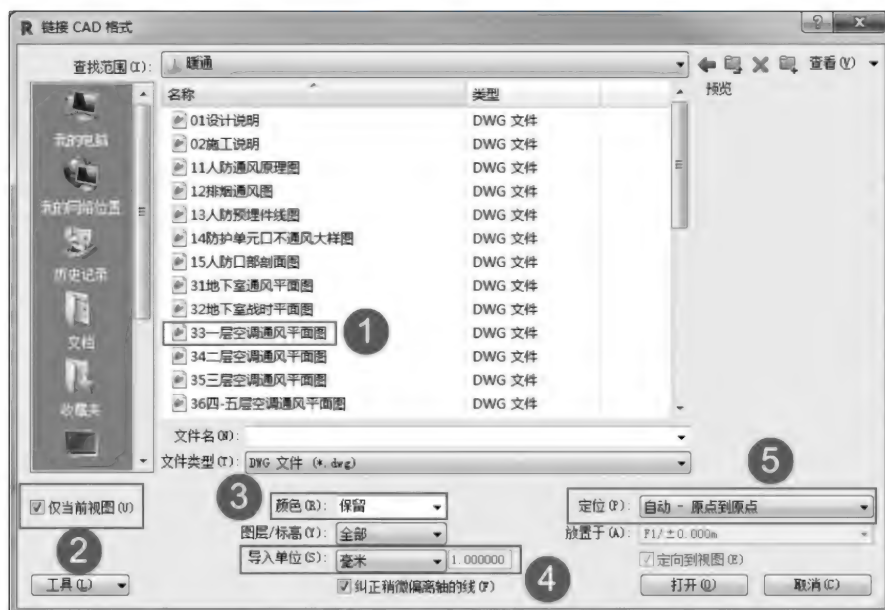 R 链接 CAD 格式
查找范围(I): 暖通 查看(V)
名称 类型 预览
我的电脑
我的网络位置
历史记录
文档
收藏夹
01设计说明 DWG 文件
02施工说明 DWG 文件
11人防通风原理图 DWG 文件
12排烟通风图 DWG 文件
13人防预埋件线图 DWG 文件
14防护单元口不通风大样图 DWG 文件
15人防口部剖面图 DWG 文件
31地下室通风平面图 DWG 文件
32地下室战时平面图 DWG 文件
33一层空调通风平面图 DWG 文件
1
34二层空调通风平面图 DWG 文件
35三层空调通风平面图 DWG 文件
36四-五层空调通风平面图 DWG 文件
文件名(N):
文件类型(T): DWG 文件 (*.dwg)
5
3
仅当前视图(U) 颜色(R): 保留 定位(P): 自动 - 原点到原点
2
图层/标高(Y): 全部 放置于(A): F1/±0.000m
导入单位(S): 毫米 1.000000 定向到视图(E)
4
工具(L) 纠正稍微偏离轴的线(F) 打开(O) 取消(C)